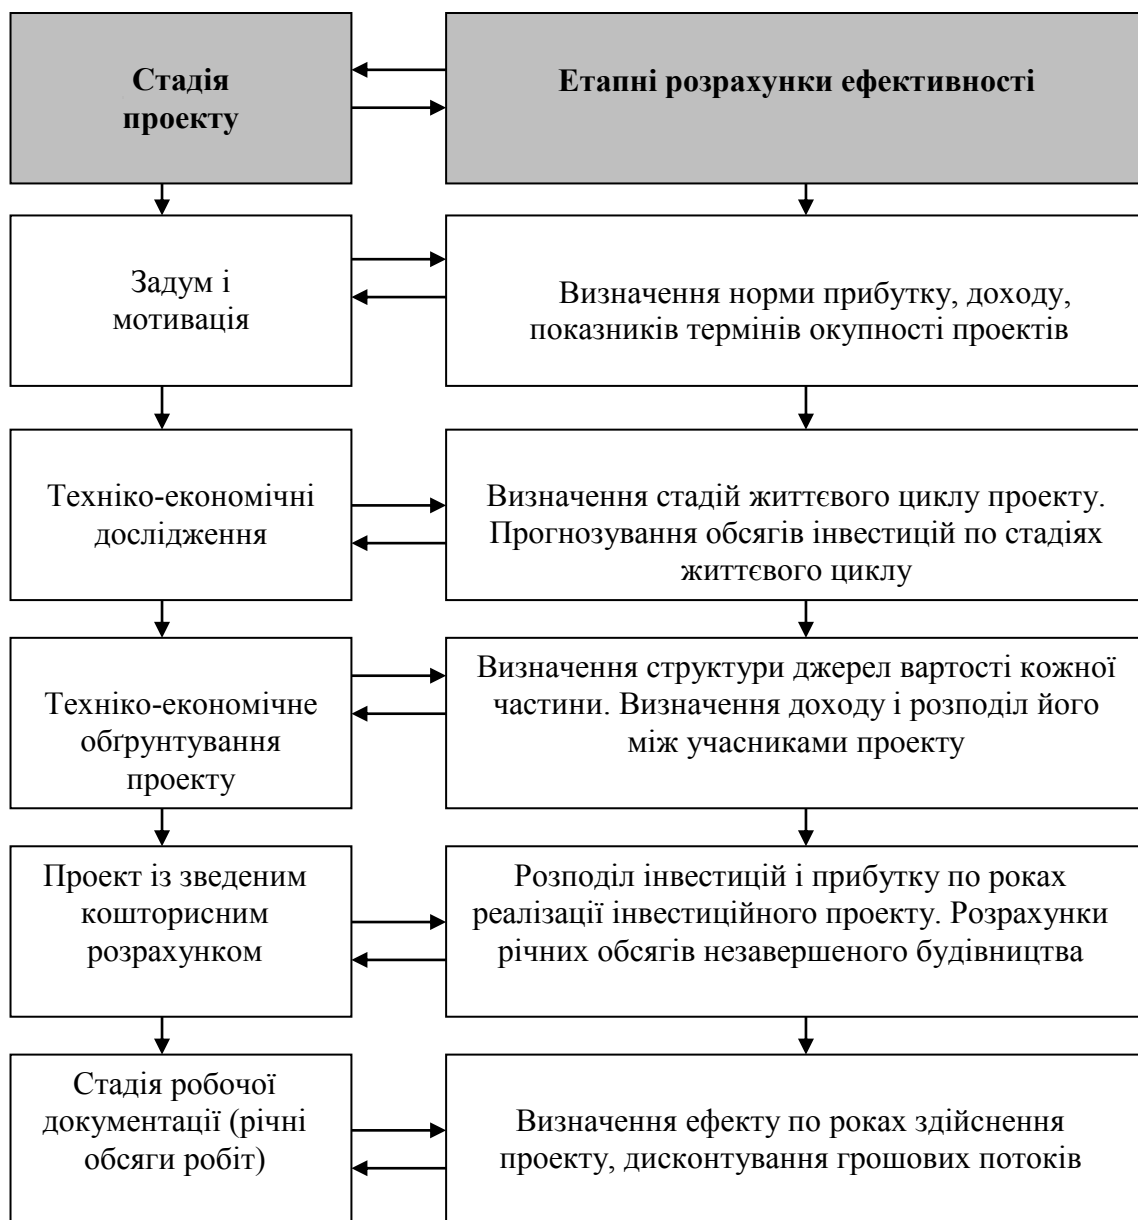 Стадія
проекту
Етапні розрахунки ефективності
Задум і
мотивація
Визначення норми прибутку, доходу,
показників термінів окупності проектів
Техніко-економічні
дослідження
Визначення стадій життєвого циклу проекту.
Прогнозування обсягів інвестицій по стадіях
життєвого циклу
Техніко-економічне
обґрунтування
проекту
Визначення структури джерел вартості кожної
частини. Визначення доходу і розподіл його
між учасниками проекту
Проект із зведеним
кошторисним
розрахунком
Розподіл інвестицій і прибутку по роках
реалізації інвестиційного проекту. Розрахунки
річних обсягів незавершеного будівництва
Стадія робочої
документації (річні
обсяги робіт)
Визначення ефекту по роках здійснення
проекту, дисконтування грошових потоків